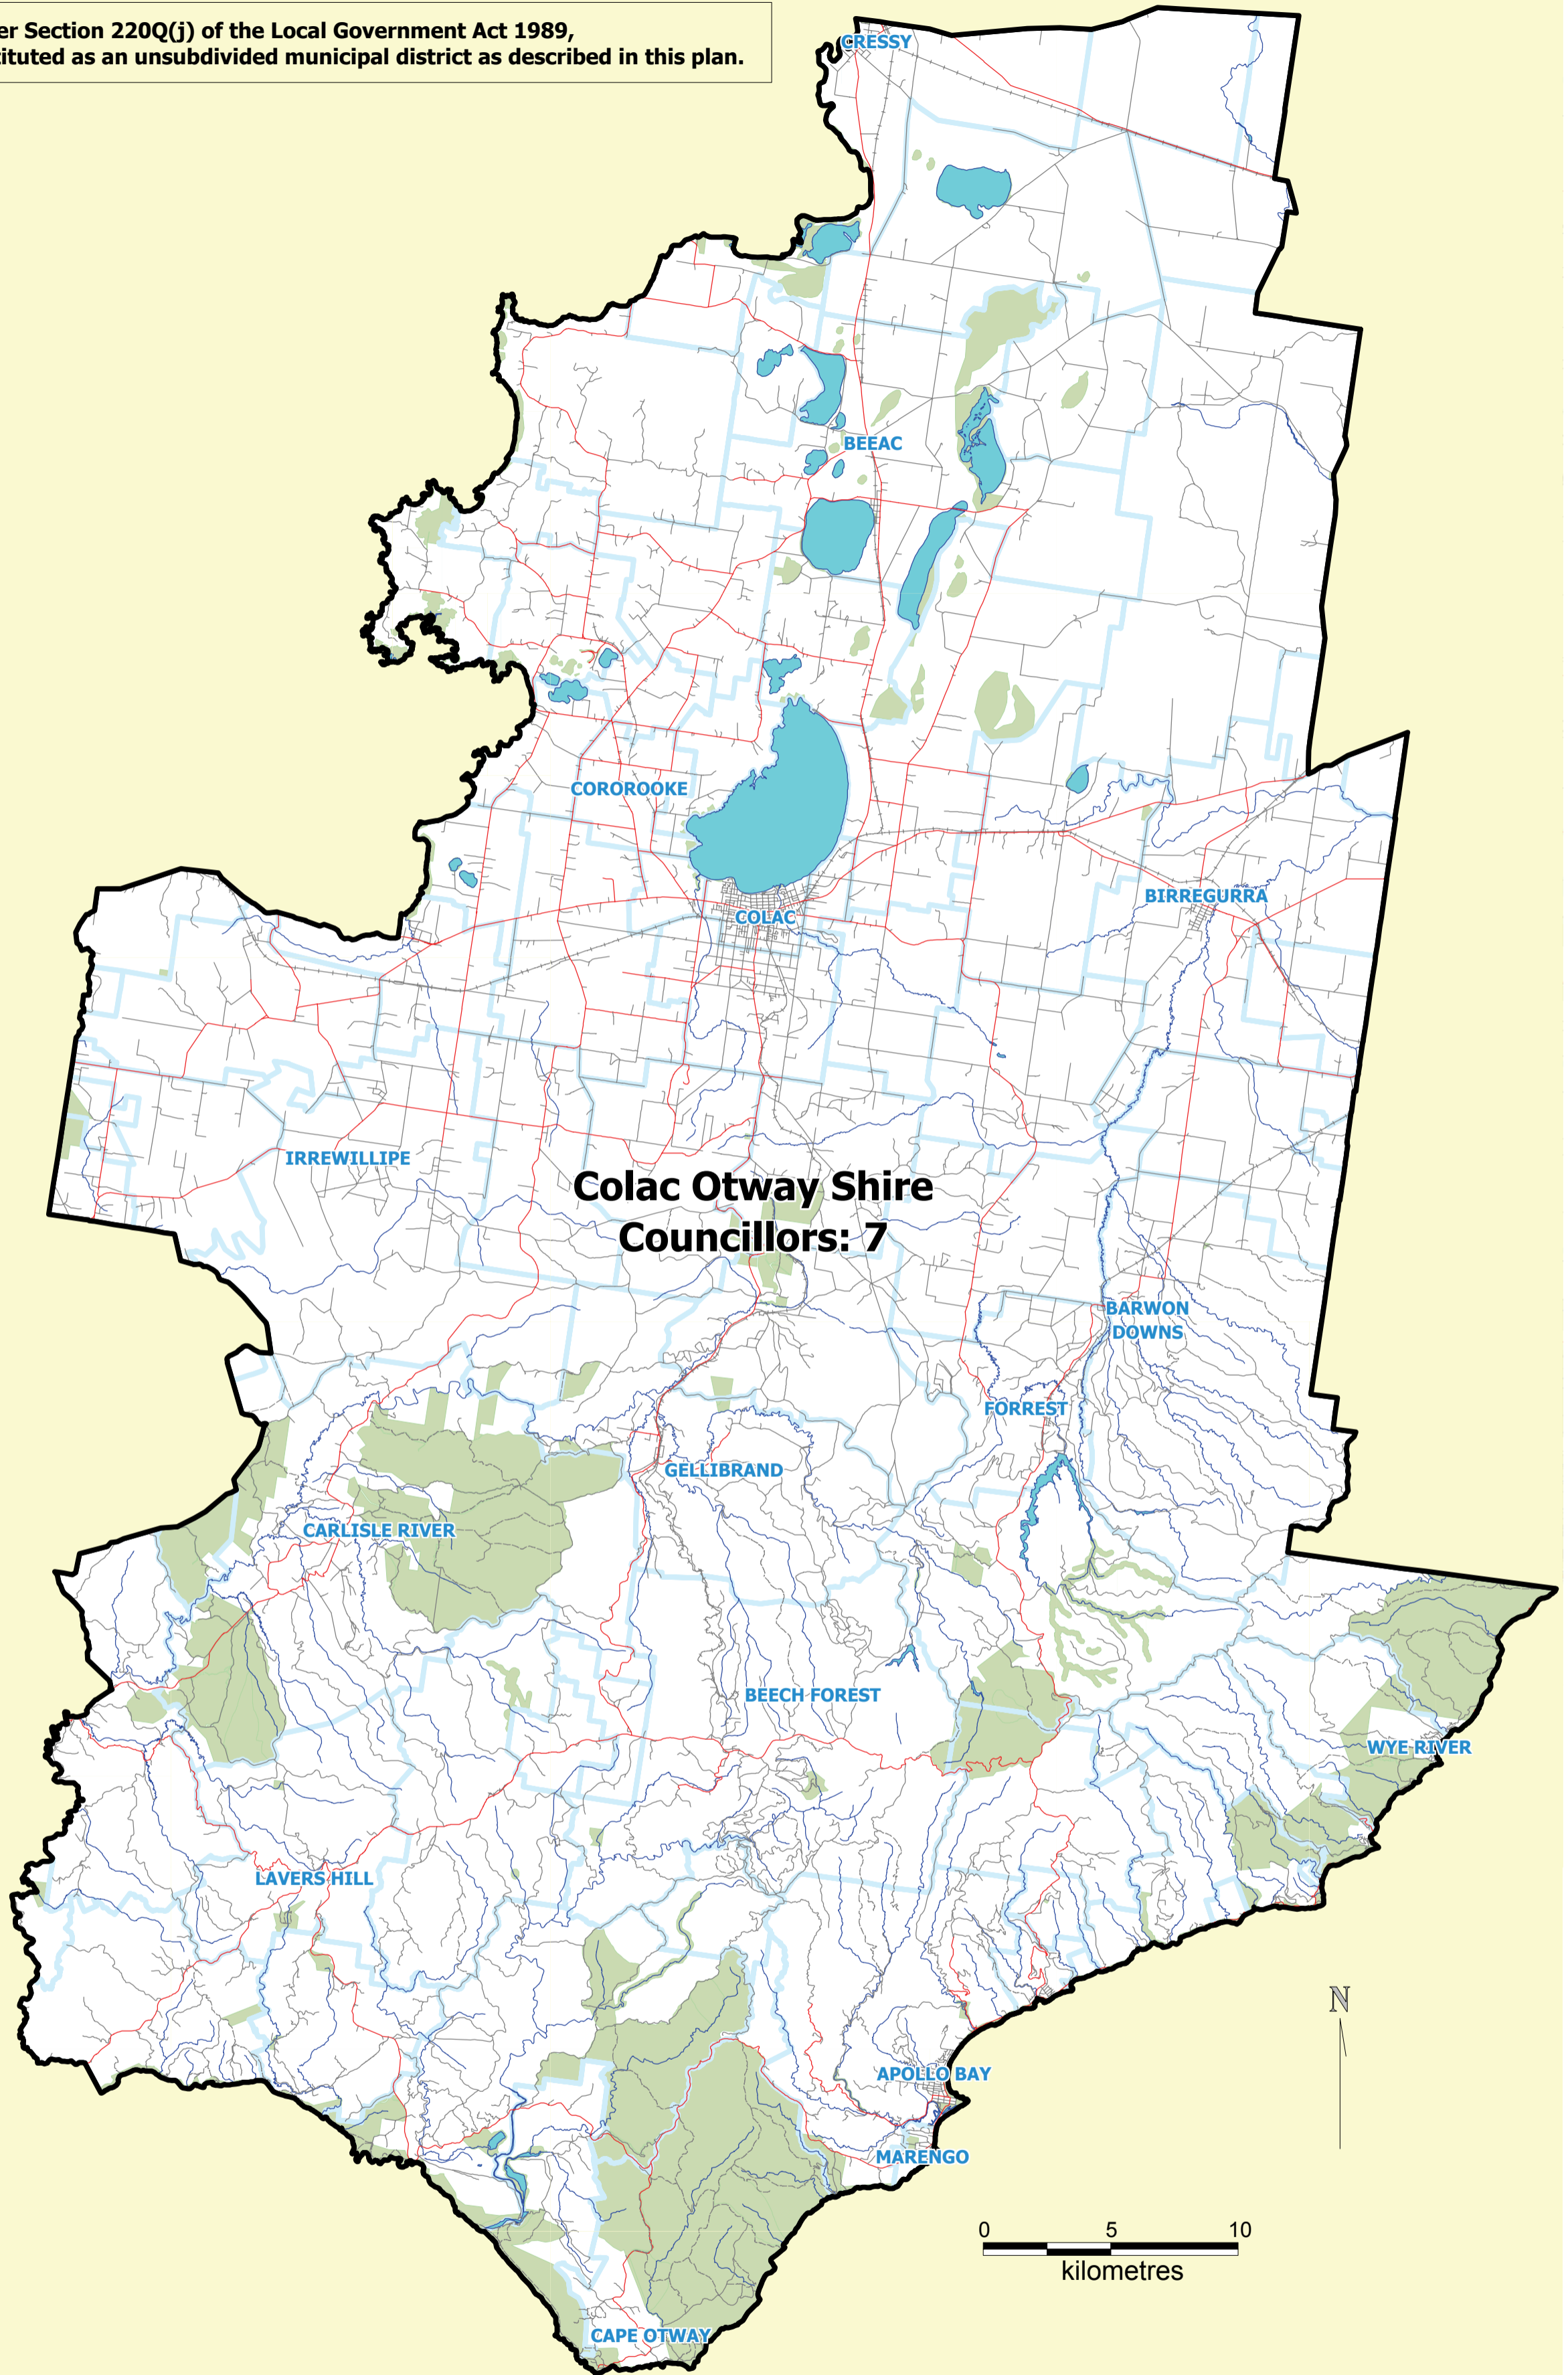 er Section 220Q(j) of the Local Government Act 1989,
tituted as an unsubdivided municipal district as described in this plan.
CRESSY
BEEAC
COROROOKE
BIRREGURRA
COLAC
IRREWILLIPE
Colac Otway Shire
Councillors: 7
BARWON
DOWNS
FORREST
GELLIBRAND
CARLISLE RIVER
BEECH FOREST
WYE RIVER
LAVERS HILL
N
APOLLO BAY
MARENGO
0 5 10
kilometres
CAPE OTWAY